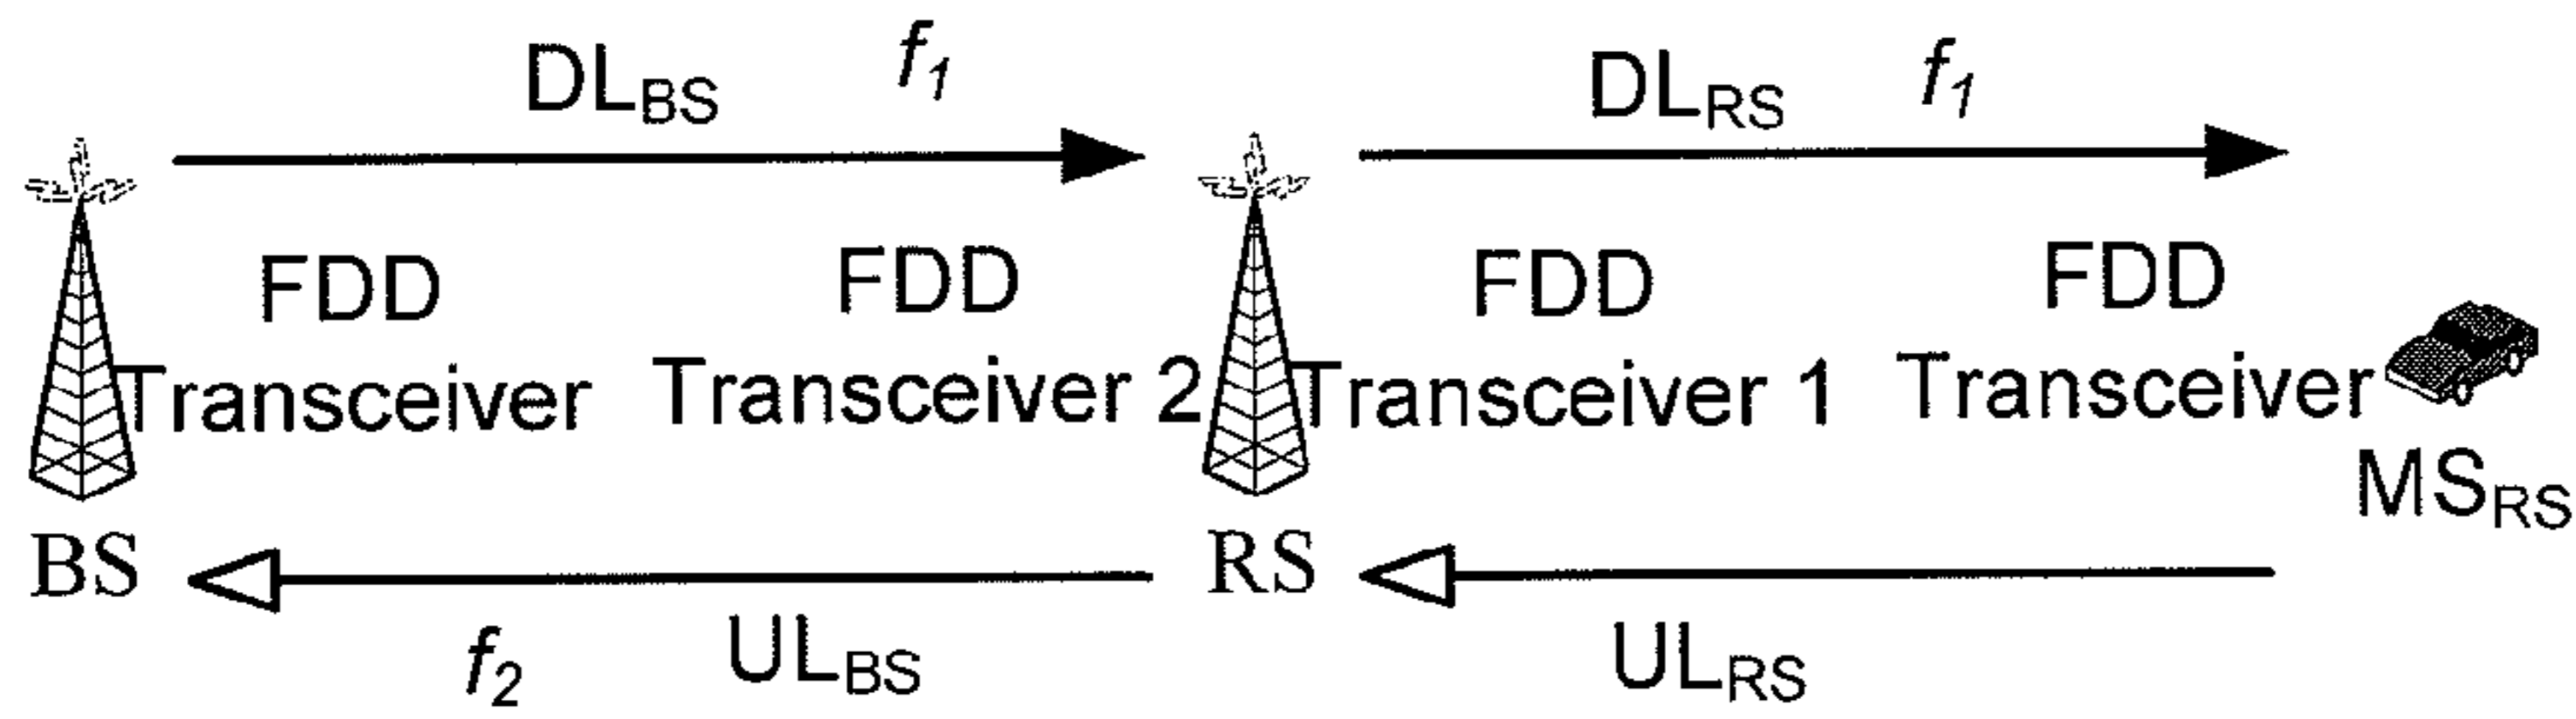 DL_BS f_1 DL_RS f_1
FDD FDD FDD FDD
Transceiver Transceiver 2 Transceiver 1 Transceiver
MS_RS
BS RS
f_2 UL_BS UL_RS